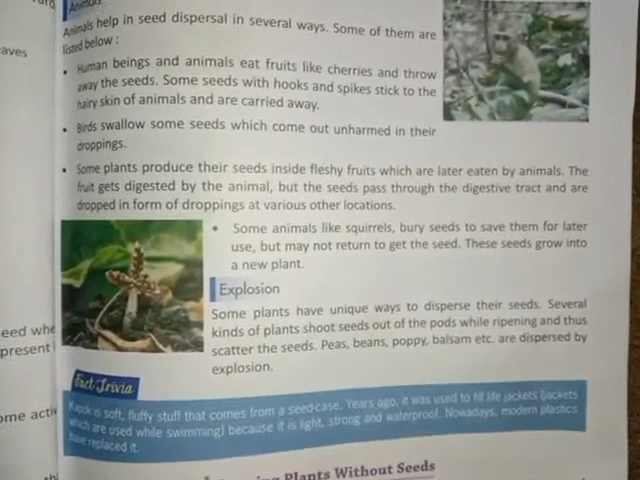 Animals
Animals help in seed dispersal in several ways. Some of them are
listed below :
• Human beings and animals eat fruits like cherries and throw
away the seeds. Some seeds with hooks and spikes stick to the
hairy skin of animals and are carried away.
• Birds swallow some seeds which come out unharmed in their
droppings.
• Some plants produce their seeds inside fleshy fruits which are later eaten by animals. The
fruit gets digested by the animal, but the seeds pass through the digestive tract and are
dropped in form of droppings at various other locations.
• Some animals like squirrels, bury seeds to save them for later
use, but may not return to get the seed. These seeds grow into
a new plant.
Explosion
Some plants have unique ways to disperse their seeds. Several
kinds of plants shoot seeds out of the pods while ripening and thus
scatter the seeds. Peas, beans, poppy, balsam etc. are dispersed by
explosion.
Fact Trivia
Kapok is soft, fluffy stuff that comes from a seed-case. Years ago, it was used to fill life jackets (jackets
which are used while swimming) because it is light, strong and waterproof. Nowadays, modern plastics
have replaced it.
Plants Without Seeds
aves
eed whe
present
ome activ